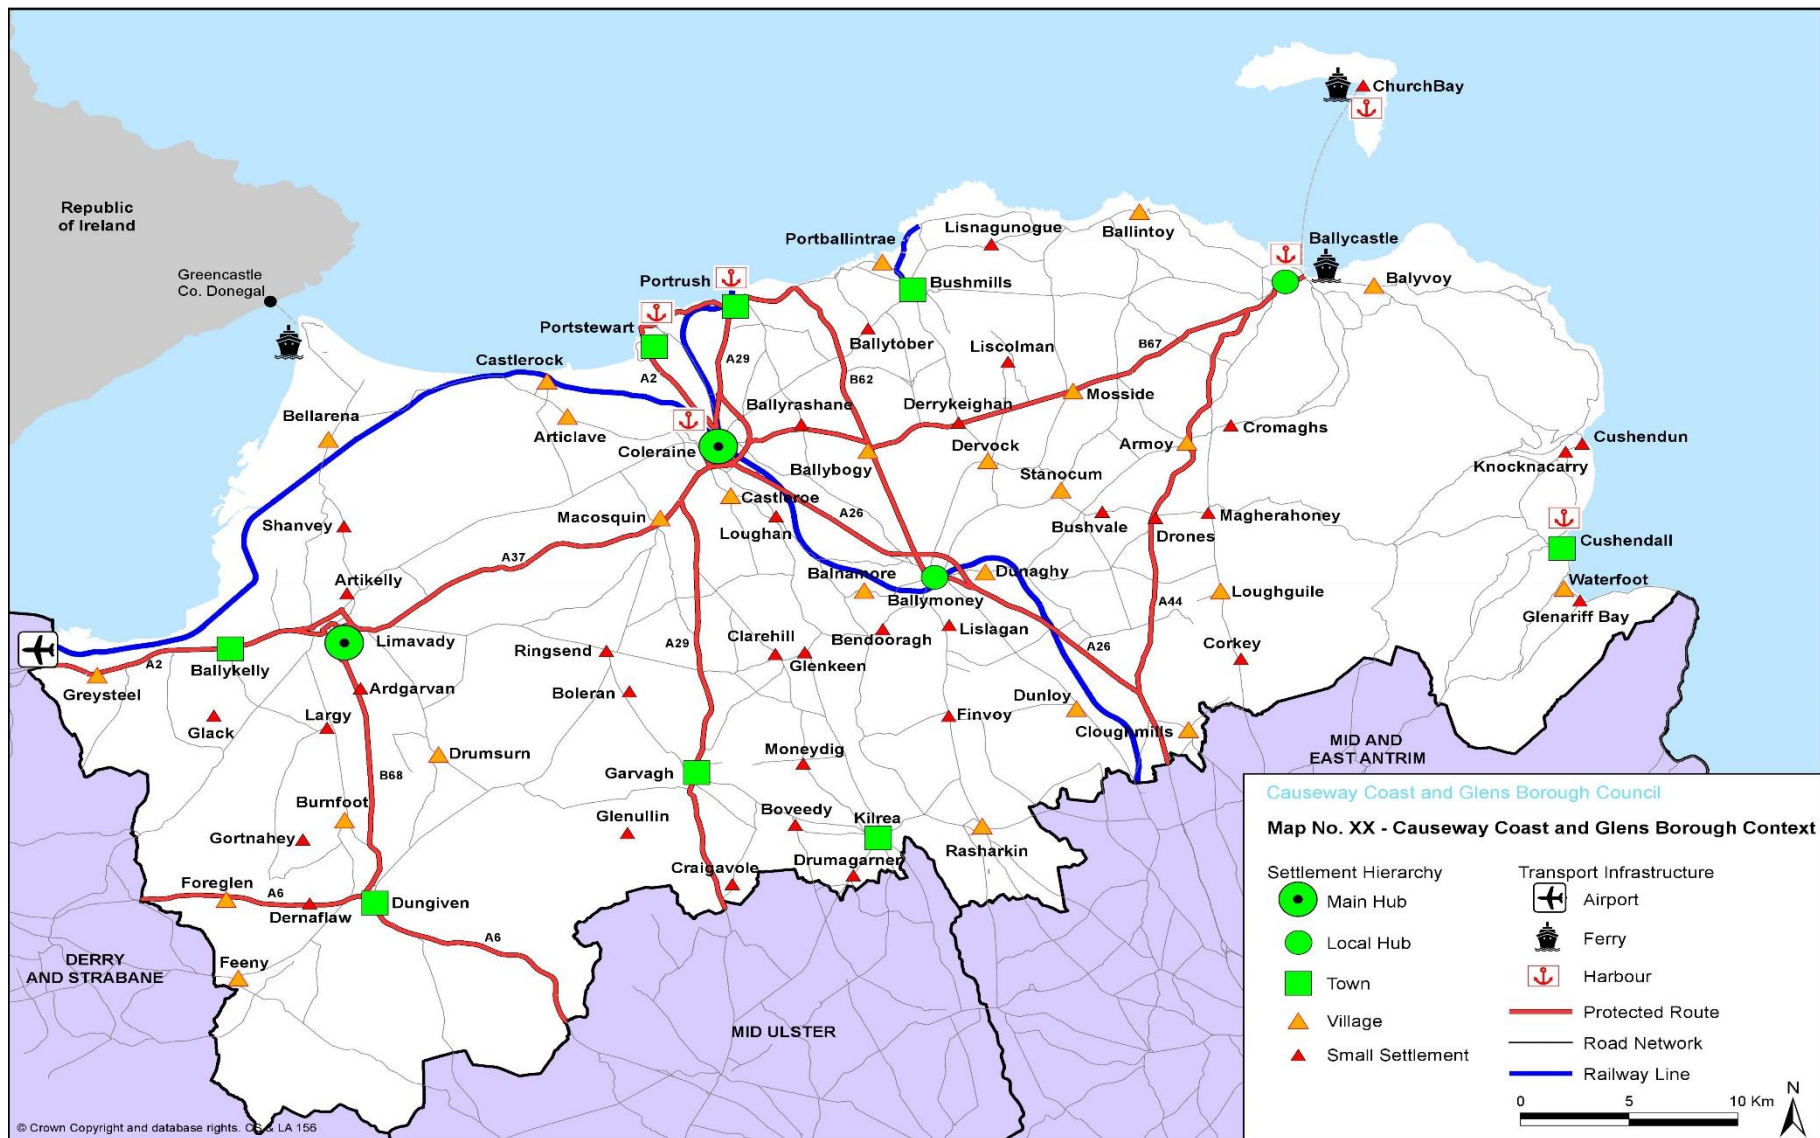 ChurchBay
Republic
of Ireland
Greencastle
Co. Donegal
Portballintrae
Lisnagunogue
Ballintoy
Ballycastle
Balyvoy
Portrush
Bushmills
Portstewart
Castlerock
Ballytober
Liscolman
B67
A29
A2
B62
Bellarena
Articlave
Ballyrashane
Derrykeighan
Mosside
Coleraine
Ballybogy
Dervock
Armoy
Cromaghs
Cushendun
Knocknacarry
Stanocum
Castleroe
Macosquin
Loughan
A26
Bushvale
Drones
Magherahoney
Shanvey
A37
Cushendall
Artikelly
Balnamore
Dunaghy
Ballymoney
Loughguile
Waterfoot
Glenariff Bay
A44
Limavady
Ringsend
A29
Clarehill
Glenkeen
Bendooragh
Lislagan
A26
Corkey
A2
Ballykelly
Greysteel
Ardgarvan
Boleran
Dunloy
Glack
Largy
Finvoy
Cloughmills
Drumsurn
B68
Garvagh
Moneydig
MID AND
EAST ANTRIM
Burnfoot
Gortnahey
Glenullin
Boveedy
Kilrea
Rasharkin
Craigavole
Drumagarner
Foreglen
A6
Dernaflaw
Dungiven
A6
Feeny
DERRY
AND STRABANE
MID ULSTER
Causeway Coast and Glens Borough Council
Map No. XX - Causeway Coast and Glens Borough Context
Settlement Hierarchy
Main Hub
Local Hub
Town
Village
Small Settlement
Transport Infrastructure
Airport
Ferry
Harbour
Protected Route
Road Network
Railway Line
0 5 10 Km
N
© Crown Copyright and database rights. OS & LA 156